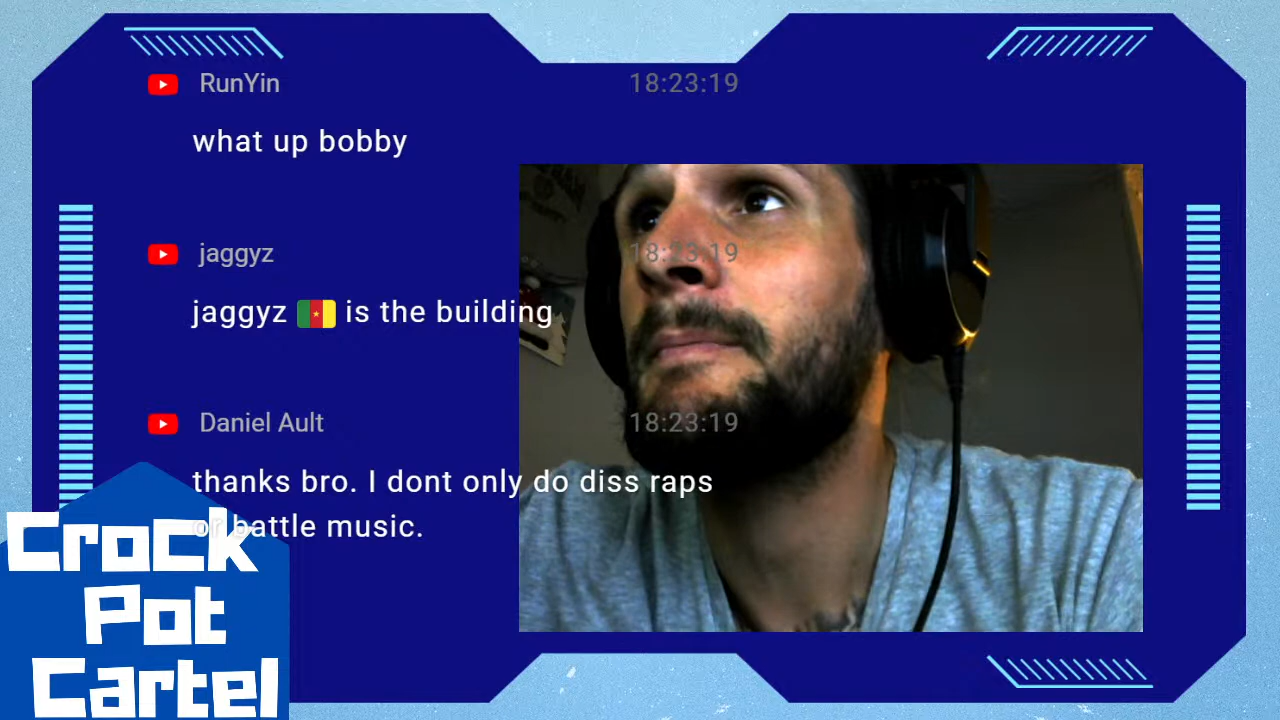 RunYin 18:23:19
what up bobby
jaggyz 18:23:19
jaggyz 🇨🇲 is the building
Daniel Ault 18:23:19
thanks bro. I dont only do diss raps
or battle music.
Crock
Pot
Cartel